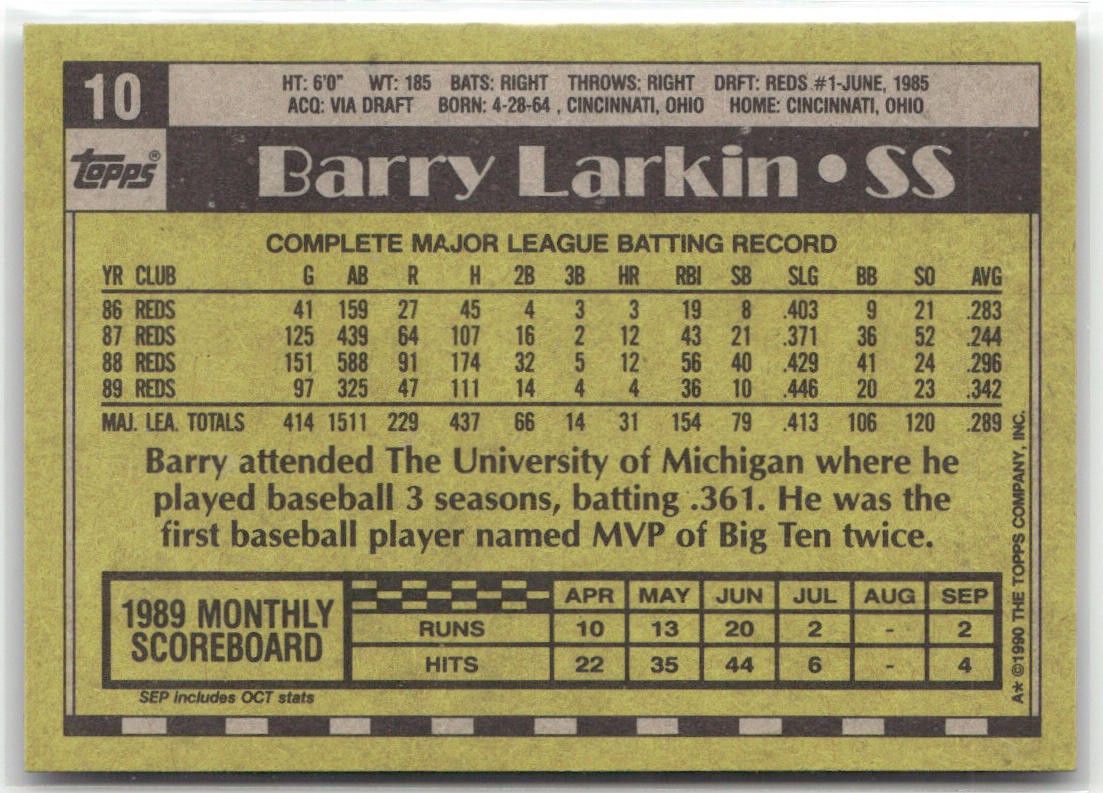 10
HT: 6'0" WT: 185 BATS: RIGHT THROWS: RIGHT DRFT: REDS #1-JUNE, 1985
ACQ: VIA DRAFT BORN: 4-28-64 , CINCINNATI, OHIO HOME: CINCINNATI, OHIO
topps®
Barry Larkin • SS
COMPLETE MAJOR LEAGUE BATTING RECORD
YR CLUB G AB R H 2B 3B HR RBI SB SLG BB SO AVG
86 REDS 41 159 27 45 4 3 3 19 8 .403 9 21 .283
87 REDS 125 439 64 107 16 2 12 43 21 .371 36 52 .244
88 REDS 151 588 91 174 32 5 12 56 40 .429 41 24 .296
89 REDS 97 325 47 111 14 4 4 36 10 .446 20 23 .342
MAJ. LEA. TOTALS 414 1511 229 437 66 14 31 154 79 .413 106 120 .289
Barry attended The University of Michigan where he
played baseball 3 seasons, batting .361. He was the
first baseball player named MVP of Big Ten twice.
1989 MONTHLY
SCOREBOARD
APR MAY JUN JUL AUG SEP
RUNS 10 13 20 2 - 2
HITS 22 35 44 6 - 4
SEP includes OCT stats
A* ©1990 THE TOPPS COMPANY, INC.